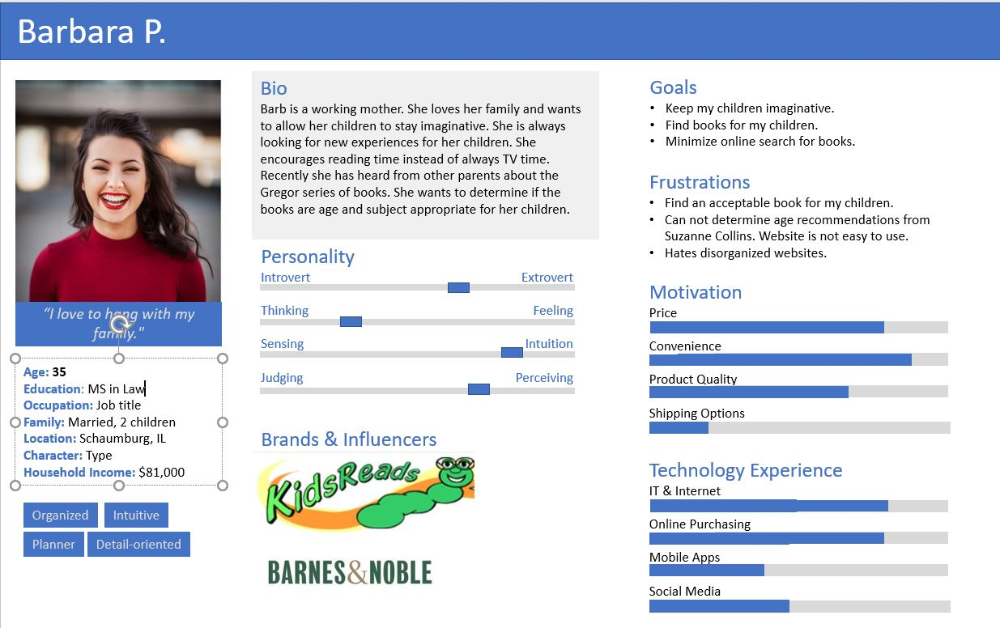 Barbara P.
“I love to hang with my
family."
Age: 35
Education: MS in Law
Occupation: Job title
Family: Married, 2 children
Location: Schaumburg, IL
Character: Type
Household Income: $81,000
Organized
Intuitive
Planner
Detail-oriented
Bio
Barb is a working mother. She loves her family and wants
to allow her children to stay imaginative. She is always
looking for new experiences for her children. She
encourages reading time instead of always TV time.
Recently she has heard from other parents about the
Gregor series of books. She wants to determine if the
books are age and subject appropriate for her children.
Personality
Introvert Extrovert
Thinking Feeling
Sensing Intuition
Judging Perceiving
Brands & Influencers
KidsReads
BARNES&NOBLE
Goals
• Keep my children imaginative.
• Find books for my children.
• Minimize online search for books.
Frustrations
• Find an acceptable book for my children.
• Can not determine age recommendations from
Suzanne Collins. Website is not easy to use.
• Hates disorganized websites.
Motivation
Price
Convenience
Product Quality
Shipping Options
Technology Experience
IT & Internet
Online Purchasing
Mobile Apps
Social Media